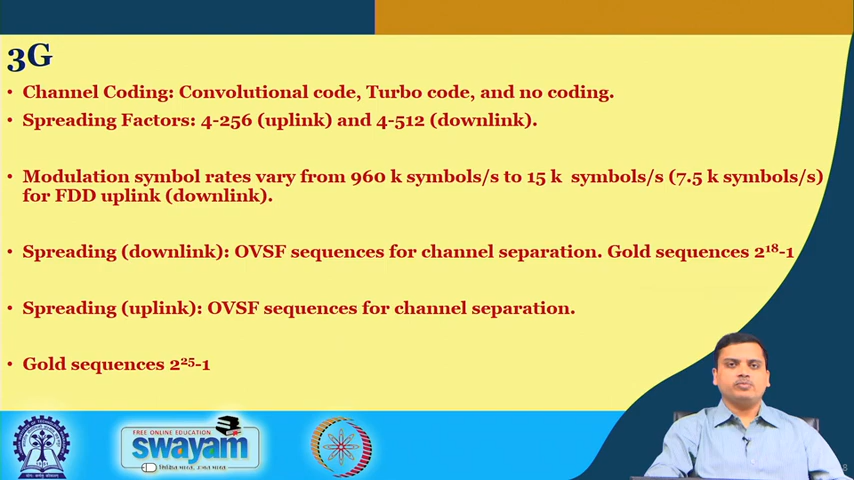 3G
• Channel Coding: Convolutional code, Turbo code, and no coding.
• Spreading Factors: 4-256 (uplink) and 4-512 (downlink).
• Modulation symbol rates vary from 960 k symbols/s to 15 k symbols/s (7.5 k symbols/s)
for FDD uplink (downlink).
• Spreading (downlink): OVSF sequences for channel separation. Gold sequences 2¹⁸-1
• Spreading (uplink): OVSF sequences for channel separation.
• Gold sequences 2²⁵-1
FREE ONLINE EDUCATION
swayam
8